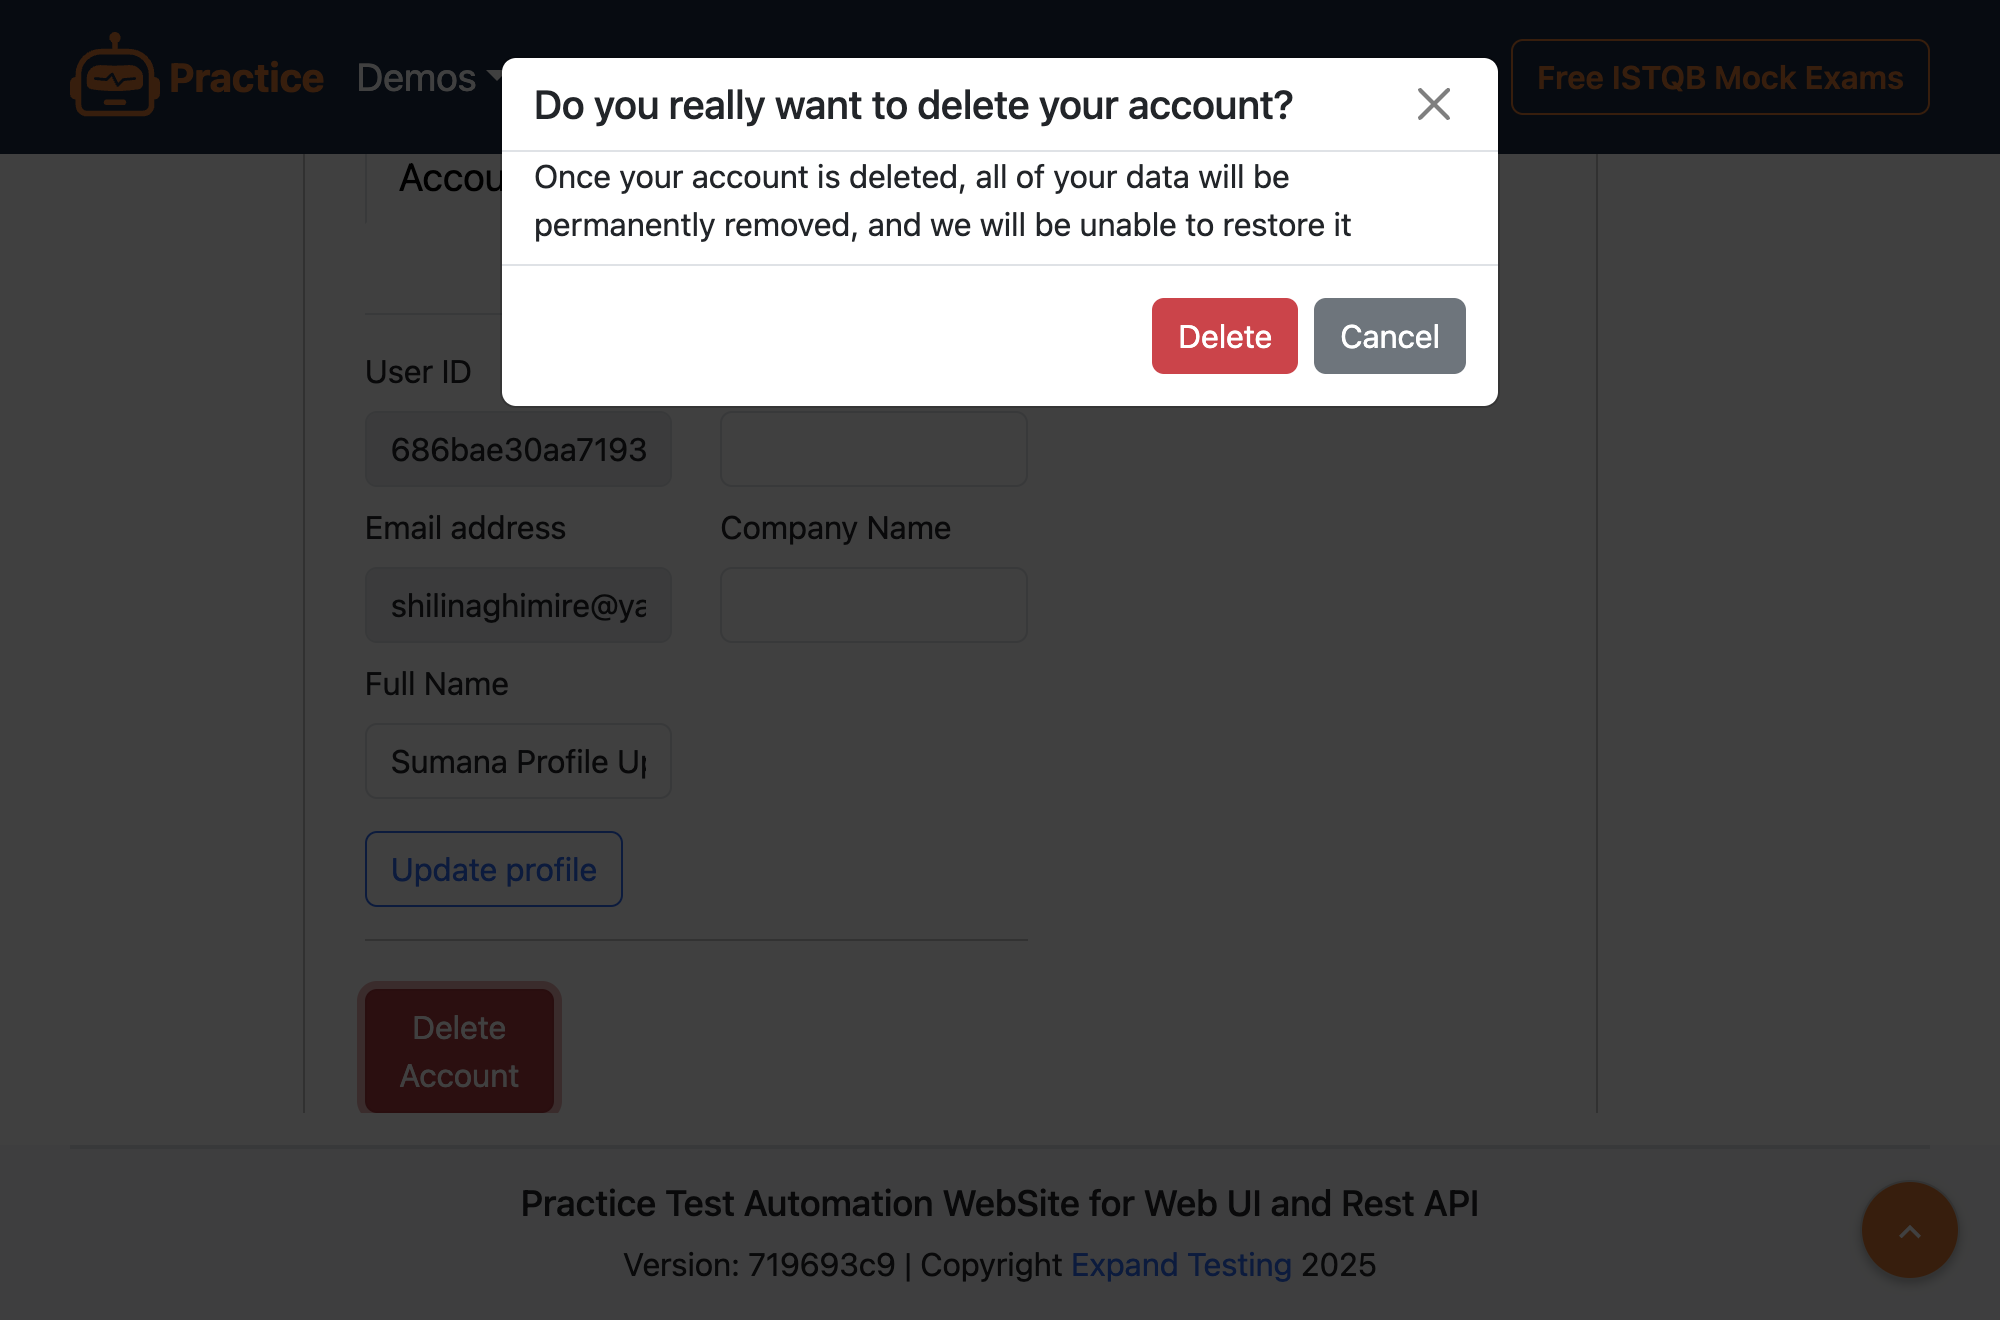 Practice
Demos
Free ISTQB Mock Exams
Do you really want to delete your account?
Once your account is deleted, all of your data will be
permanently removed, and we will be unable to restore it
Delete
Cancel
User ID
686bae30aa7193
Email address
Company Name
shilinaghimire@ya
Full Name
Sumana Profile
Update profile
Delete
Account
Practice Test Automation WebSite for Web UI and Rest API
Version: 719693c9 | Copyright Expand Testing 2025